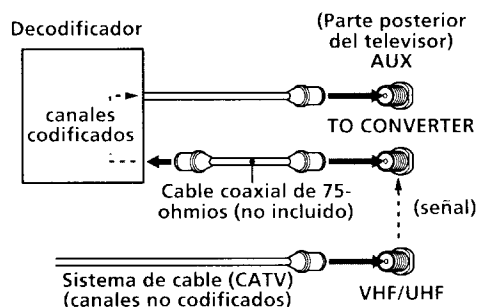 Decodificador
(Parte posterior
del televisor)
AUX
canales
codificados
TO CONVERTER
Cable coaxial de 75-
ohmios (no incluido)
(señal)
Sistema de cable (CATV)
(canales no codificados)
VHF/UHF